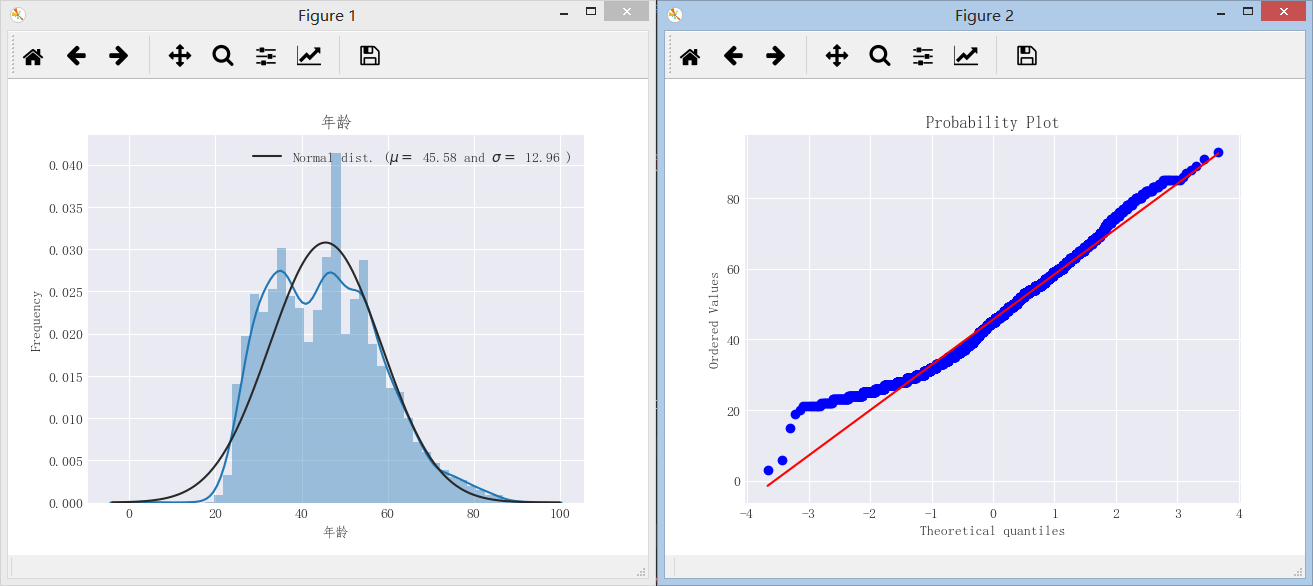 Figure 1
年龄
Normal dist. (μ = 45.58 and σ = 12.96 )
Frequency
0.040
0.035
0.030
0.025
0.020
0.015
0.010
0.005
0.000
0 20 40 60 80 100
年龄
Figure 2
Probability Plot
Ordered Values
80
60
40
20
0
-4 -3 -2 -1 0 1 2 3 4
Theoretical quantiles